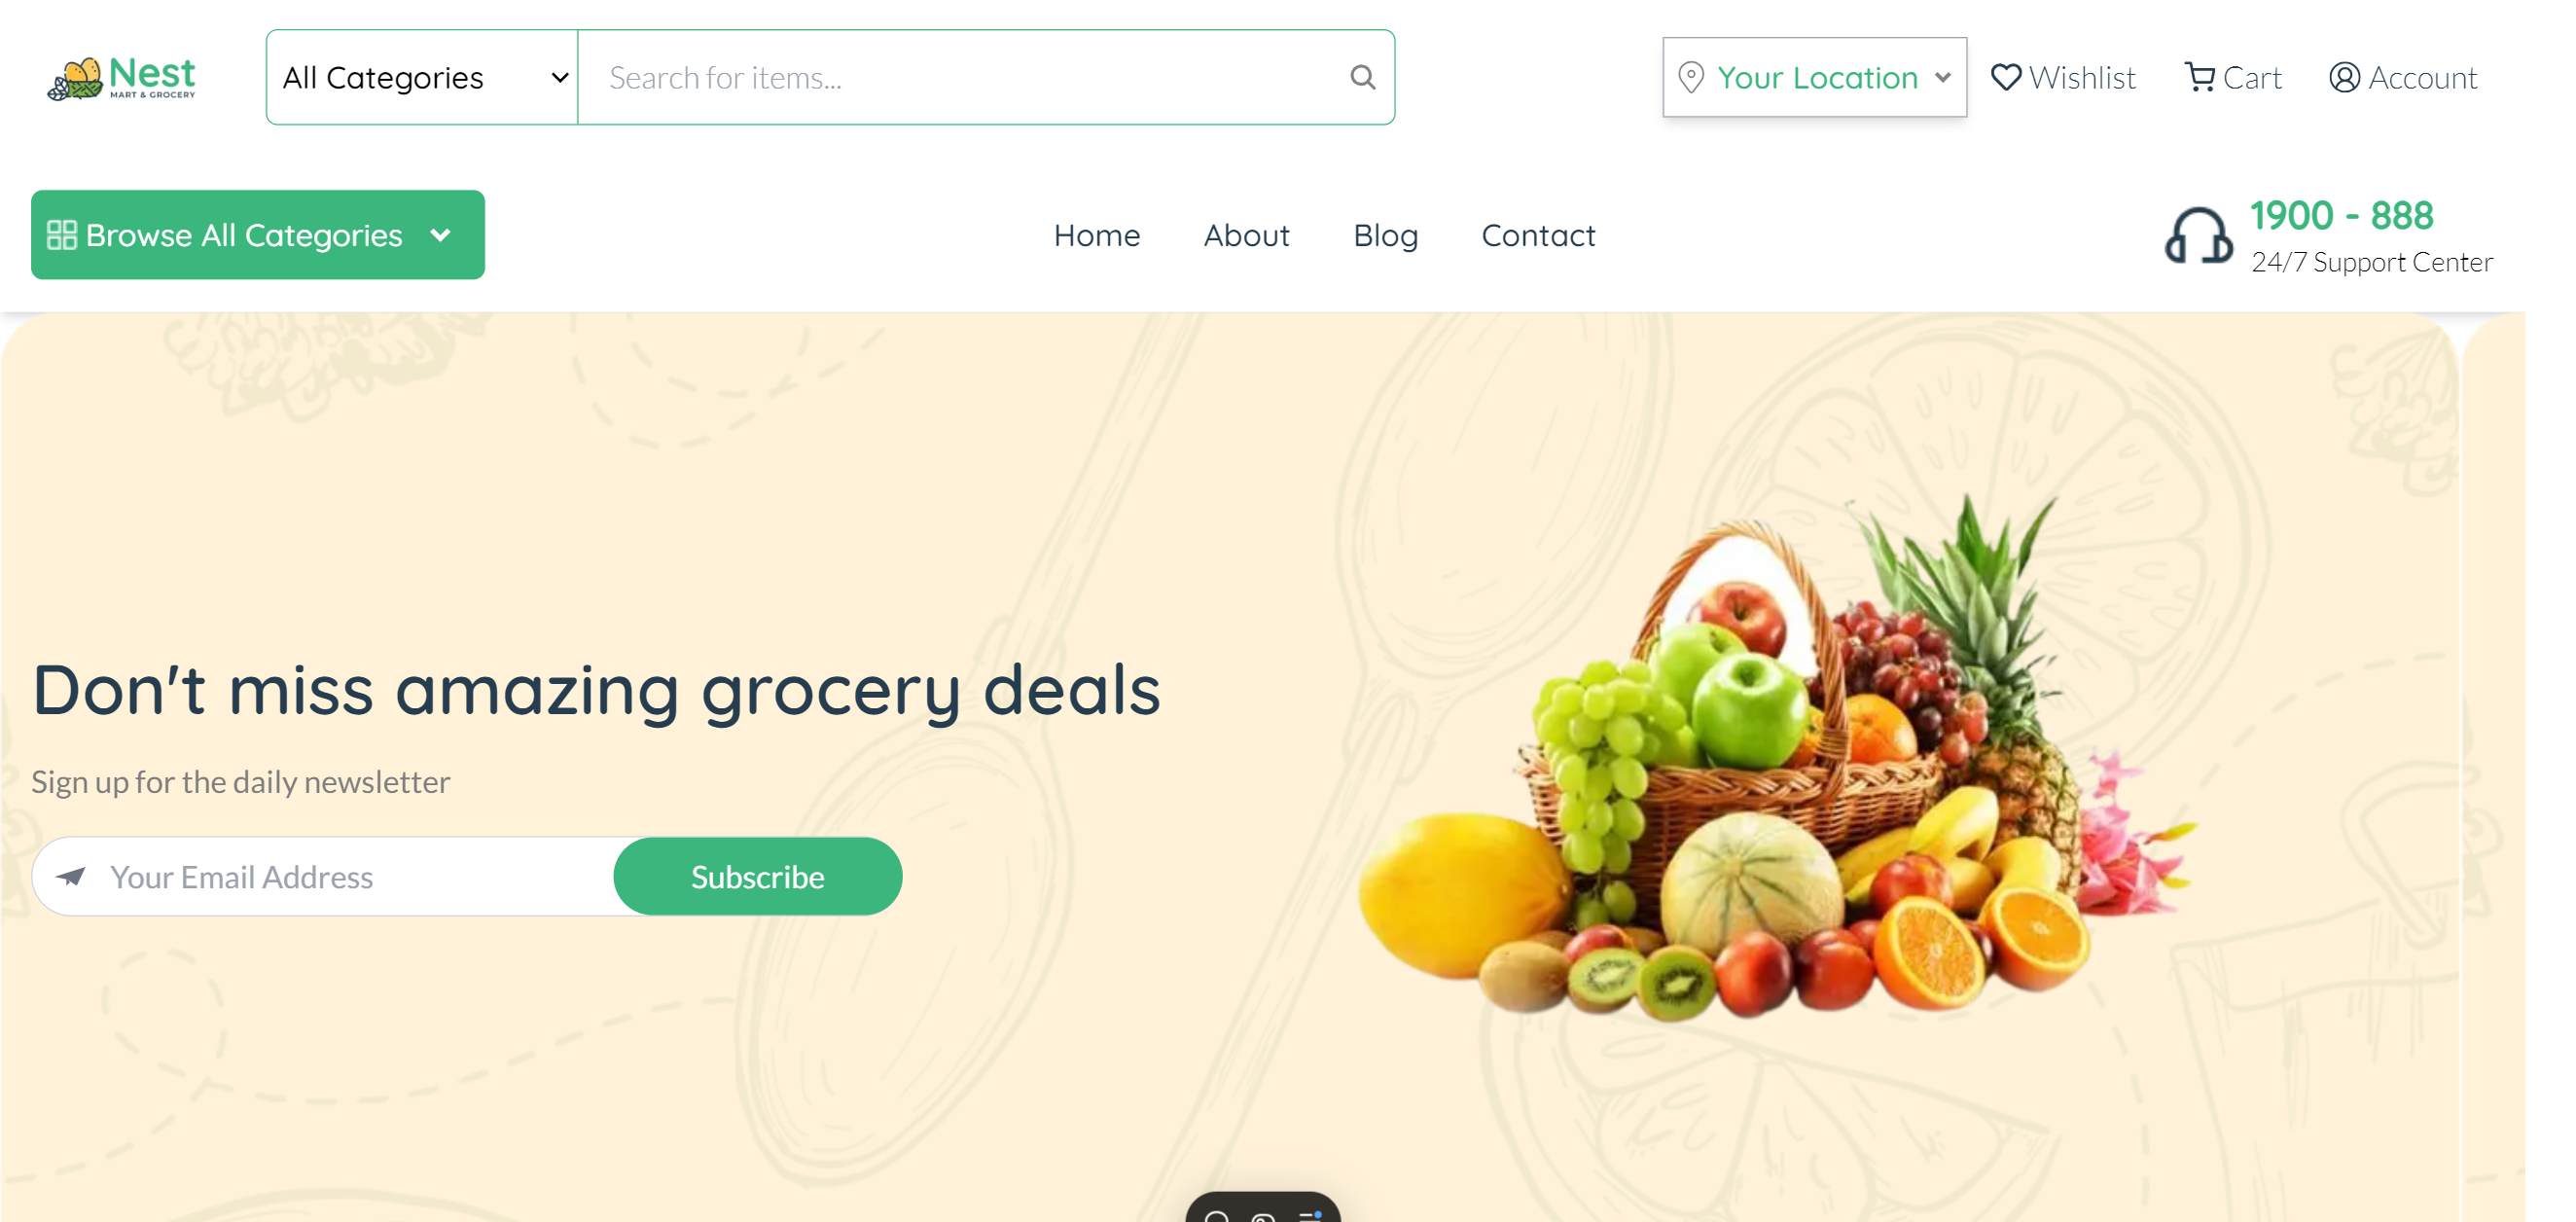 Nest
MART & GROCERY
All Categories
Search for items...
Your Location
Wishlist
Cart
Account
Browse All Categories
Home
About
Blog
Contact
1900 - 888
24/7 Support Center
Don't miss amazing grocery deals
Sign up for the daily newsletter
Your Email Address
Subscribe